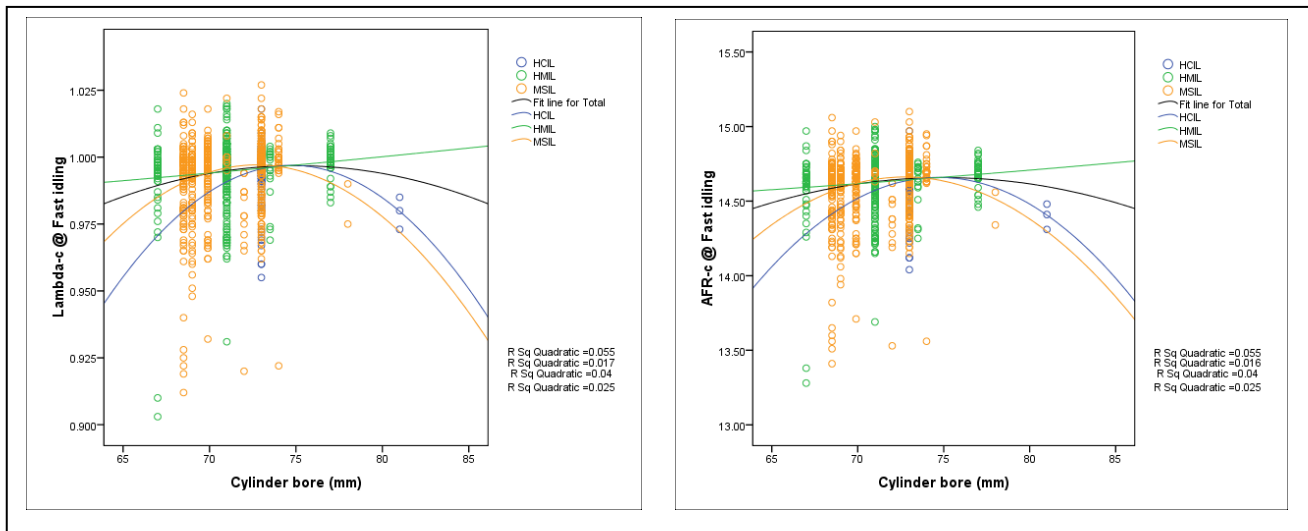 Lambda-c @ Fast idling
1.025
1.000
0.975
0.950
0.925
0.900
65
70
75
80
85
Cylinder bore (mm)
HCIL
HMIL
MSIL
Fit line for Total
HCIL
HMIL
MSIL
R Sq Quadratic =0.055
R Sq Quadratic =0.017
R Sq Quadratic =0.04
R Sq Quadratic =0.025
AFR-c @ Fast idling
15.50
15.00
14.50
14.00
13.50
13.00
65
70
75
80
85
Cylinder bore (mm)
HCIL
HMIL
MSIL
Fit line for Total
HCIL
HMIL
MSIL
R Sq Quadratic =0.055
R Sq Quadratic =0.016
R Sq Quadratic =0.04
R Sq Quadratic =0.025